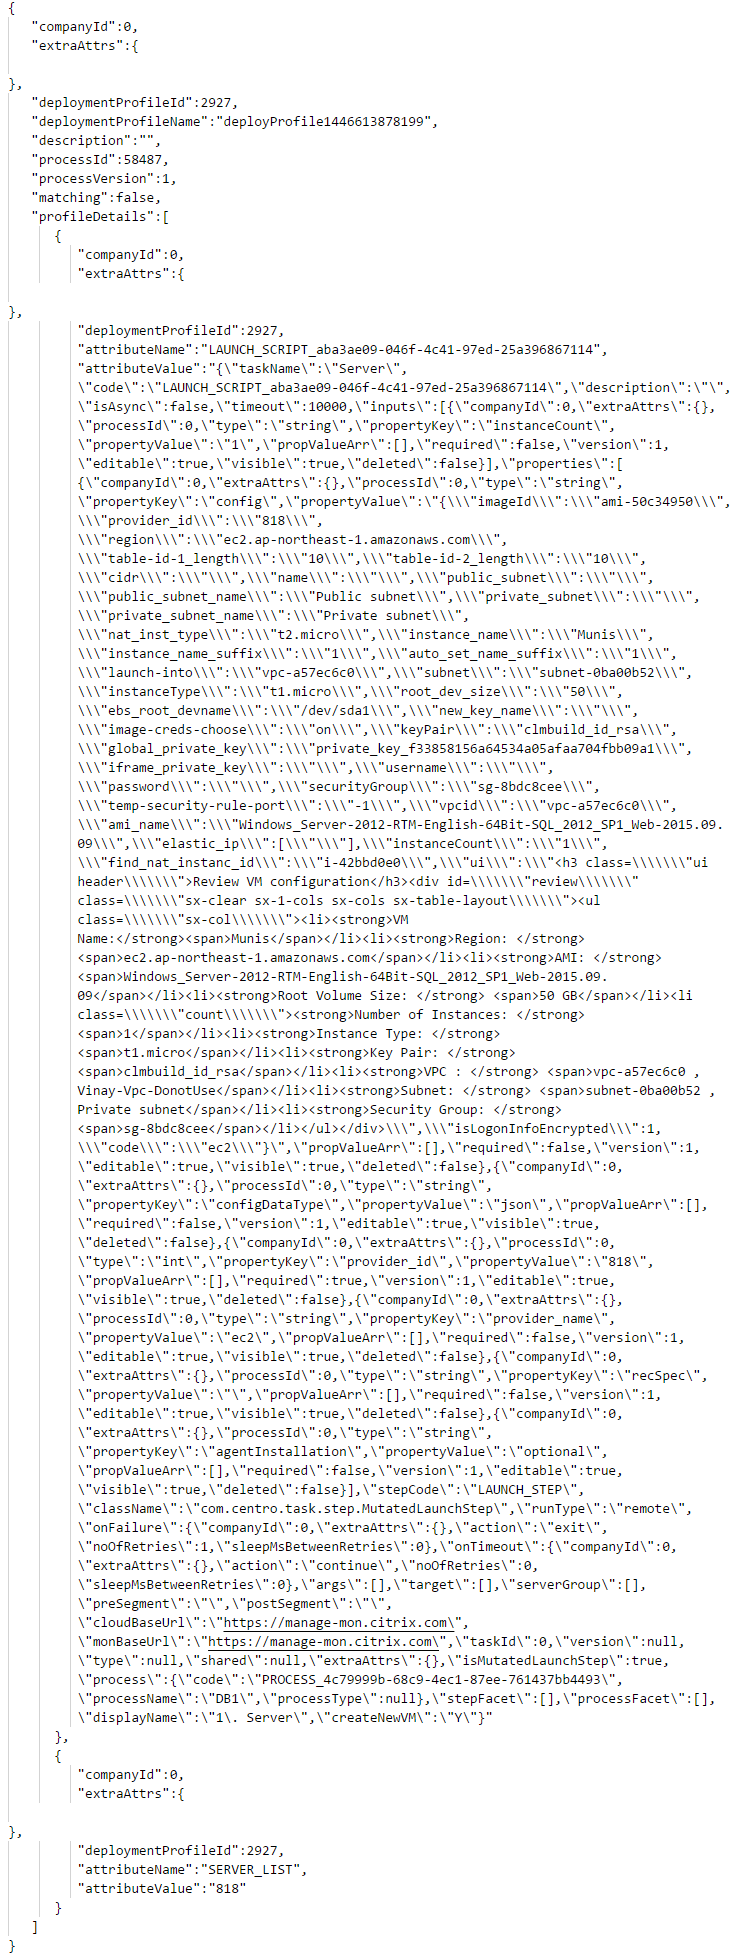 {
"companyId":0,
"extraAttrs":{
},
"deploymentProfileId":2927,
"deploymentProfileName":"deployProfile1446613878199",
"description":"",
"processId":58487,
"processVersion":1,
"matching":false,
"profileDetails":[
{
"companyId":0,
"extraAttrs":{
},
"deploymentProfileId":2927,
"attributeName":"LAUNCH_SCRIPT_aba3ae09-046f-4c41-97ed-25a396867114",
"attributeValue":"{\"taskName\":\"Server\",
\"code\":\"LAUNCH_SCRIPT_aba3ae09-046f-4c41-97ed-25a396867114\",\"description\":\"\",
\"isAsync\":false,\"timeout\":10000,\"inputs\":[{\"companyId\":0,\"extraAttrs\":{},
\"processId\":0,\"type\":\"string\",\"propertyKey\":\"instanceCount\",
\"propertyValue\":\"1\",\"propValueArr\":[],\"required\":false,\"version\":1,
\"editable\":true,\"visible\":true,\"deleted\":false}],\"properties\":[
{\"companyId\":0,\"extraAttrs\":{},\"processId\":0,\"type\":\"string\",
\"propertyKey\":\"config\",\"propertyValue\":\"{\\\"imageId\\\":\\\"ami-50c34950\\\",
\\\"provider_id\\\":\\\"818\\\",
\\\"region\\\":\\\"ec2.ap-northeast-1.amazonaws.com\\\",
\\\"table-id-1_length\\\":\\\"10\\\",\\\"table-id-2_length\\\":\\\"10\\\",
\\\"cidr\\\":\\\"\\\",\\\"name\\\":\\\"\\\",\\\"public_subnet\\\":\\\"\\\",
\\\"public_subnet_name\\\":\\\"Public subnet\\\",\\\"private_subnet\\\":\\\"\\\",
\\\"private_subnet_name\\\":\\\"Private subnet\\\",
\\\"nat_inst_type\\\":\\\"t2.micro\\\",\\\"instance_name\\\":\\\"Munis\\\",
\\\"instance_name_suffix\\\":\\\"1\\\",\\\"auto_set_name_suffix\\\":\\\"1\\\",
\\\"launch-into\\\":\\\"vpc-a57ec6c0\\\",\\\"subnet\\\":\\\"subnet-0ba00b52\\\",
\\\"instanceType\\\":\\\"t1.micro\\\",\\\"root_dev_size\\\":\\\"50\\\",
\\\"ebs_root_devname\\\":\\\"/dev/sda1\\\",\\\"new_key_name\\\":\\\"\\\",
\\\"image-creds-choose\\\":\\\"on\\\",\\\"keyPair\\\":\\\"clmbuild_id_rsa\\\",
\\\"global_private_key\\\":\\\"private_key_f33858156a64534a05afaa704fbb09a1\\\",
\\\"iframe_private_key\\\":\\\"\\\",\\\"username\\\":\\\"\\\",
\\\"password\\\":\\\"\\\",\\\"securityGroup\\\":\\\"sg-8bdc8cee\\\",
\\\"temp-security-rule-port\\\":\\\"-1\\\",\\\"vpcid\\\":\\\"vpc-a57ec6c0\\\",
\\\"ami_name\\\":\\\"Windows_Server-2012-RTM-English-64Bit-SQL_2012_SP1_Web-2015.09.
09\\\",\\\"elastic_ip\\\":[\\\"\\\"],\\\"instanceCount\\\":\\\"1\\\",
\\\"find_nat_instanc_id\\\":\\\"i-42bbd0e0\\\",\\\"ui\\\":\\\"<h3 class=\\\\\\\"ui
header\\\\\\\">Review VM configuration</h3><div id=\\\\\\\"review\\\\\\\"
class=\\\\\\\"sx-clear sx-1-cols sx-cols sx-table-layout\\\\\\\"><ul
class=\\\\\\\"sx-col\\\\\\\"><li><strong>VM
Name:</strong><span>Munis</span></li><li><strong>Region: </strong>
<span>ec2.ap-northeast-1.amazonaws.com</span></li><li><strong>AMI: </strong>
<span>Windows_Server-2012-RTM-English-64Bit-SQL_2012_SP1_Web-2015.09.
09</span></li><li><strong>Root Volume Size: </strong> <span>50 GB</span></li><li
class=\\\\\\\"count\\\\\\\"><strong>Number of Instances: </strong>
<span>1</span></li><li><strong>Instance Type: </strong>
<span>t1.micro</span></li><li><strong>Key Pair: </strong>
<span>clmbuild_id_rsa</span></li><li><strong>VPC : </strong> <span>vpc-a57ec6c0 ,
Vinay-Vpc-DonotUse</span></li><li><strong>Subnet: </strong> <span>subnet-0ba00b52 ,
Private subnet</span></li><li><strong>Security Group: </strong>
<span>sg-8bdc8cee</span></li></ul></div>\\\",\\\"isLogonInfoEncrypted\\\":1,
\\\"code\\\":\\\"ec2\\\"}\",\"propValueArr\":[],\"required\":false,\"version\":1,
\"editable\":true,\"visible\":true,\"deleted\":false},{\"companyId\":0,
\"extraAttrs\":{},\"processId\":0,\"type\":\"string\",
\"propertyKey\":\"configDataType\",\"propertyValue\":\"json\",\"propValueArr\":[],
\"required\":false,\"version\":1,\"editable\":true,\"visible\":true,
\"deleted\":false},{\"companyId\":0,\"extraAttrs\":{},\"processId\":0,
\"type\":\"int\",\"propertyKey\":\"provider_id\",\"propertyValue\":\"818\",
\"propValueArr\":[],\"required\":true,\"version\":1,\"editable\":true,
\"visible\":true,\"deleted\":false},{\"companyId\":0,\"extraAttrs\":{},
\"processId\":0,\"type\":\"string\",\"propertyKey\":\"provider_name\",
\"propertyValue\":\"ec2\",\"propValueArr\":[],\"required\":false,\"version\":1,
\"editable\":true,\"visible\":true,\"deleted\":false},{\"companyId\":0,
\"extraAttrs\":{},\"processId\":0,\"type\":\"string\",\"propertyKey\":\"recSpec\",
\"propertyValue\":\"\",\"propValueArr\":[],\"required\":false,\"version\":1,
\"editable\":true,\"visible\":true,\"deleted\":false},{\"companyId\":0,
\"extraAttrs\":{},\"processId\":0,\"type\":\"string\",
\"propertyKey\":\"agentInstallation\",\"propertyValue\":\"optional\",
\"propValueArr\":[],\"required\":false,\"version\":1,\"editable\":true,
\"visible\":true,\"deleted\":false}],\"stepCode\":\"LAUNCH_STEP\",
\"className\":\"com.centro.task.step.MutatedLaunchStep\",\"runType\":\"remote\",
\"onFailure\":{\"companyId\":0,\"extraAttrs\":{},\"action\":\"exit\",
\"noOfRetries\":1,\"sleepMsBetweenRetries\":0},\"onTimeout\":{\"companyId\":0,
\"extraAttrs\":{},\"action\":\"continue\",\"noOfRetries\":0,
\"sleepMsBetweenRetries\":0},\"args\":[],\"target\":[],\"serverGroup\":[],
\"preSegment\":\"\",\"postSegment\":\"\",
\"cloudBaseUrl\":\"https://manage-mon.citrix.com\",
\"monBaseUrl\":\"https://manage-mon.citrix.com\",\"taskId\":0,\"version\":null,
\"type\":null,\"shared\":null,\"extraAttrs\":{},\"isMutatedLaunchStep\":true,
\"process\":{\"code\":\"PROCESS_4c79999b-68c9-4ec1-87ee-761437bb4493\",
\"processName\":\"DB1\",\"processType\":null},\"stepFacet\":[],\"processFacet\":[],
\"displayName\":\"1\. Server\",\"createNewVM\":\"Y\"}"
},
{
"companyId":0,
"extraAttrs":{
},
"deploymentProfileId":2927,
"attributeName":"SERVER_LIST",
"attributeValue":"818"
}
]
}